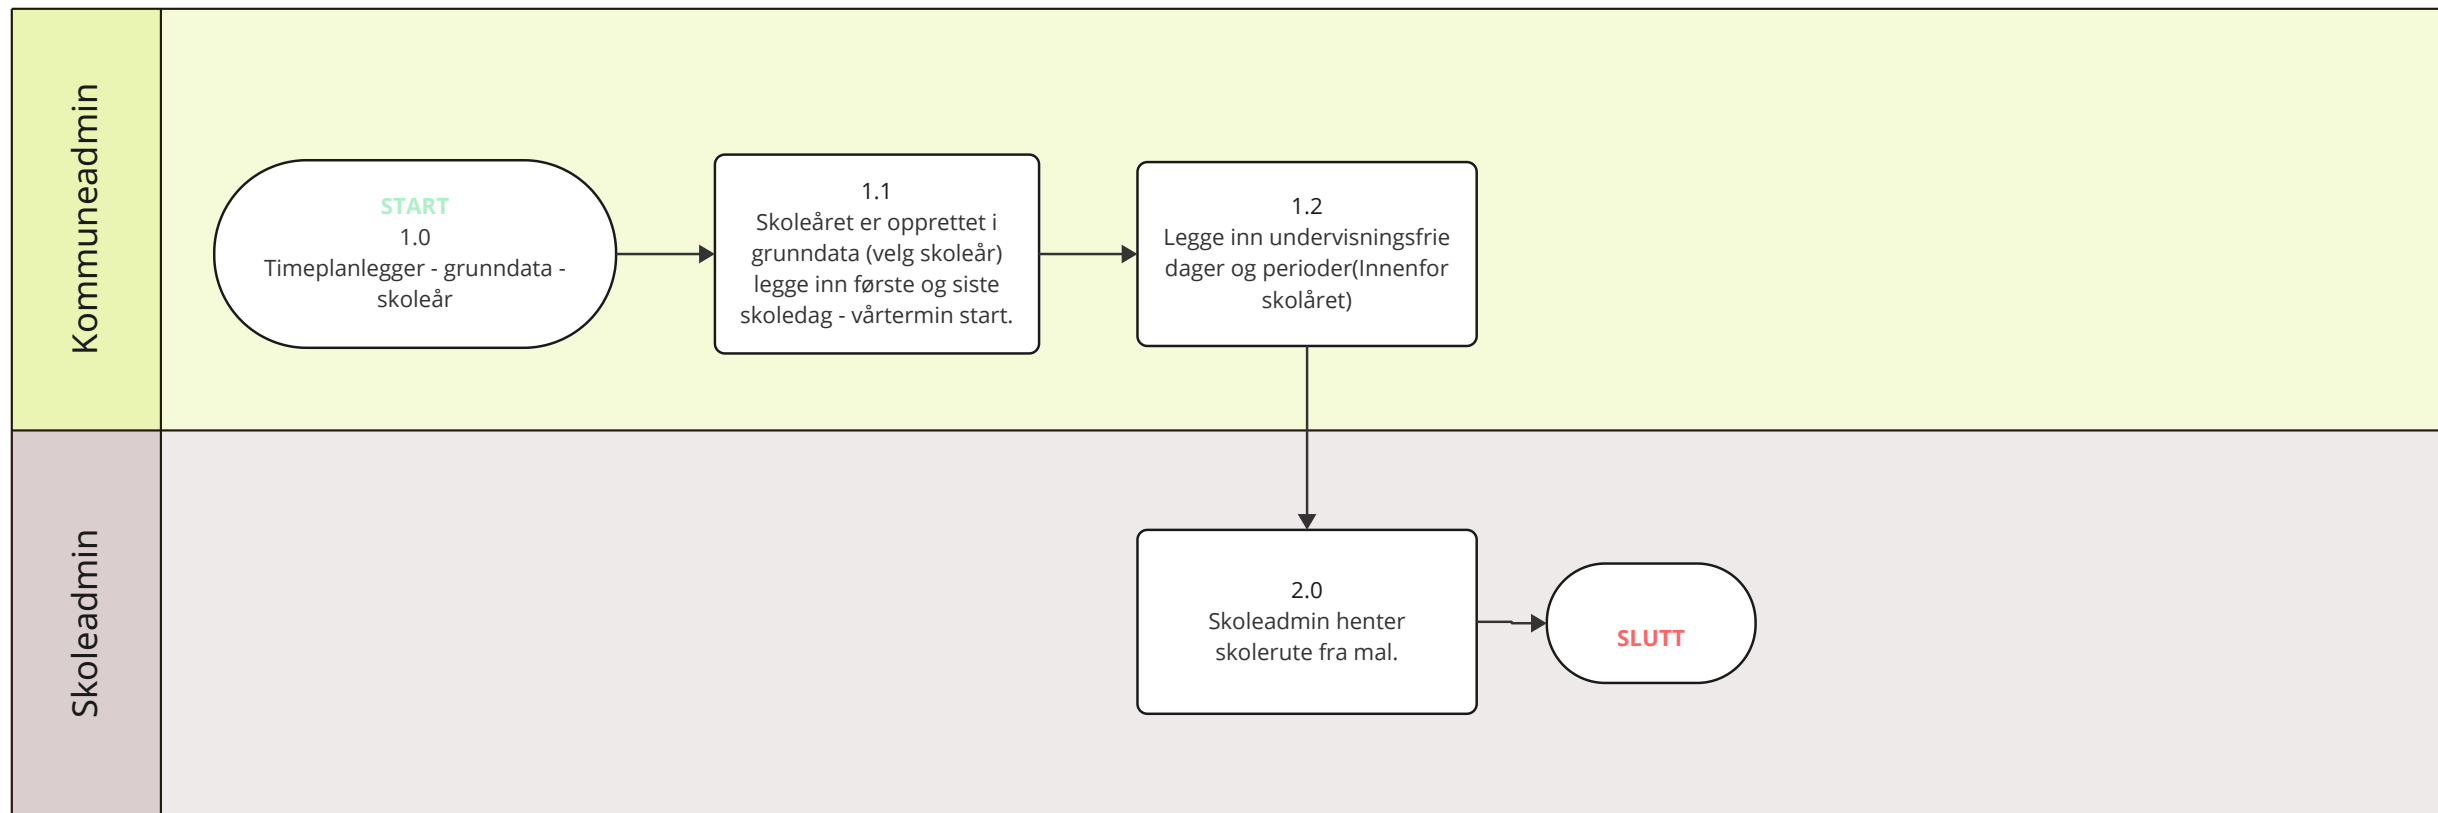 Kommuneadmin
START
1.0
Timeplanlegger - grunndata -
skoleår
1.1
Skoleåret er opprettet i
grunndata (velg skoleår)
legge inn første og siste
skoledag - vårtermin start.
1.2
Legge inn undervisningsfrie
dager og perioder(Innenfor
skolåret)
Skoleadmin
2.0
Skoleadmin henter
skolerute fra mal.
SLUTT